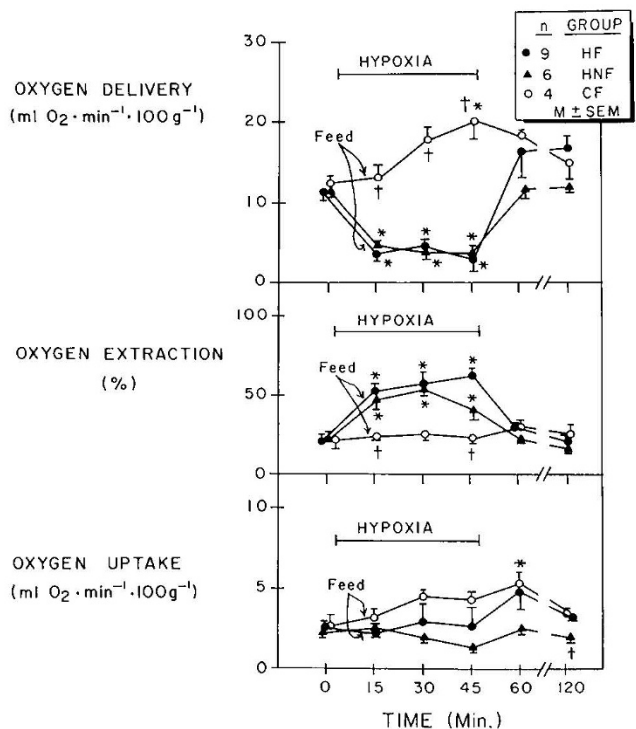 n GROUP
● 9 HF
▲ 6 HNF
○ 4 CF
M ± SEM
OXYGEN DELIVERY
(ml O₂·min⁻¹·100g⁻¹)
30
20
10
0
HYPOXIA
Feed
† *
†
†
*
*
*
*
*
*
OXYGEN EXTRACTION
(%)
100
50
0
HYPOXIA
Feed
*
*
*
*
*
*
†
†
OXYGEN UPTAKE
(ml O₂·min⁻¹·100g⁻¹)
10
5
0
HYPOXIA
Feed
*
†
0 15 30 45 60 120
TIME (Min.)